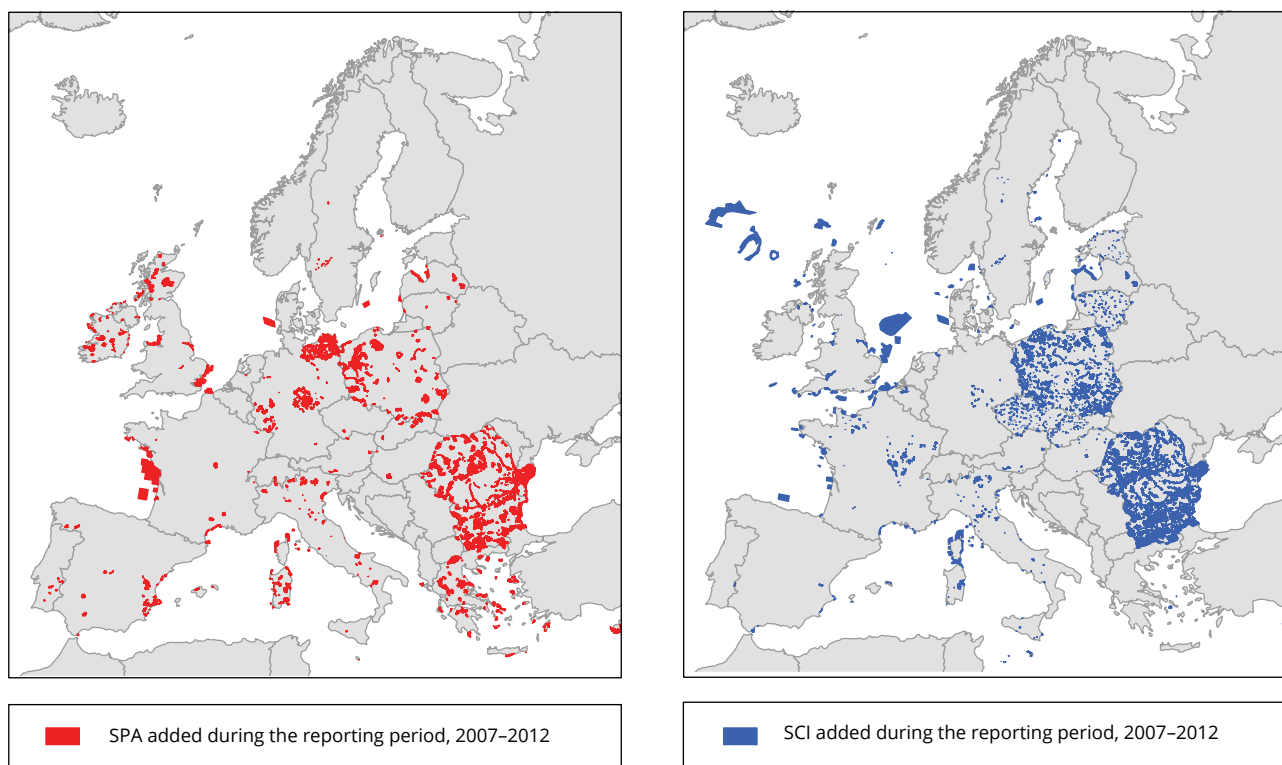 SPA added during the reporting period, 2007–2012
SCI added during the reporting period, 2007–2012